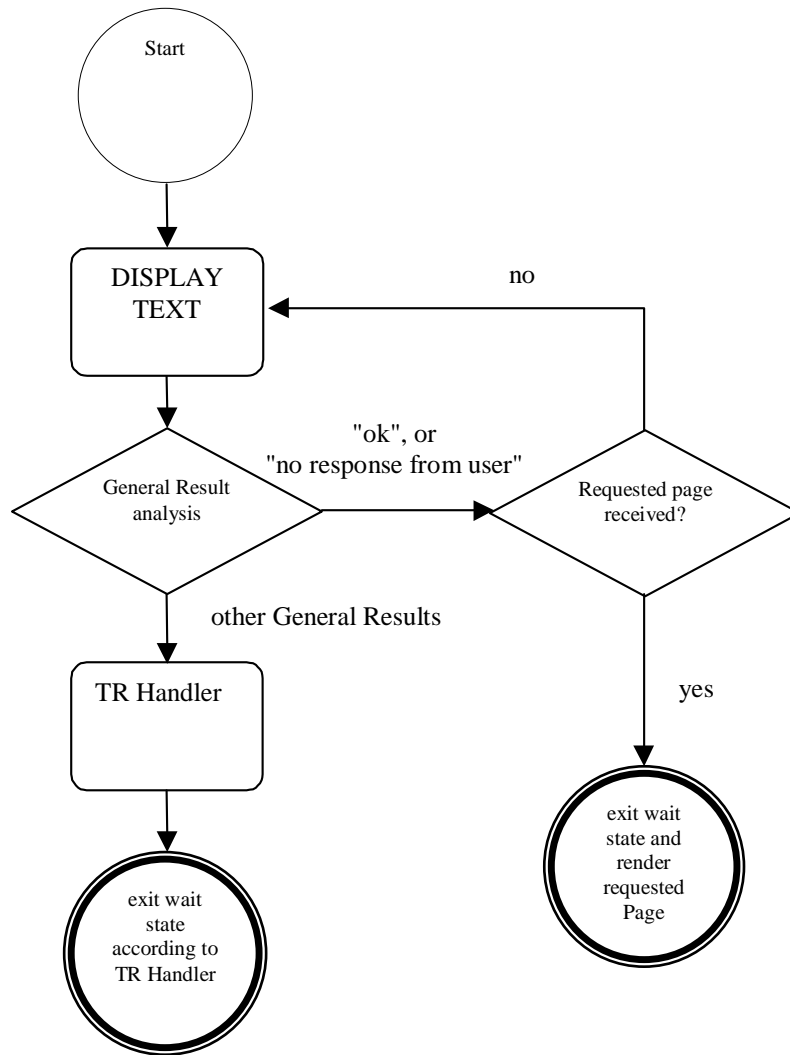 Start
DISPLAY
TEXT
no
"ok", or
"no response from user"
General Result
analysis
Requested page
received?
other General Results
TR Handler
yes
exit wait
state and
render
requested
Page
exit wait
state
according to
TR Handler